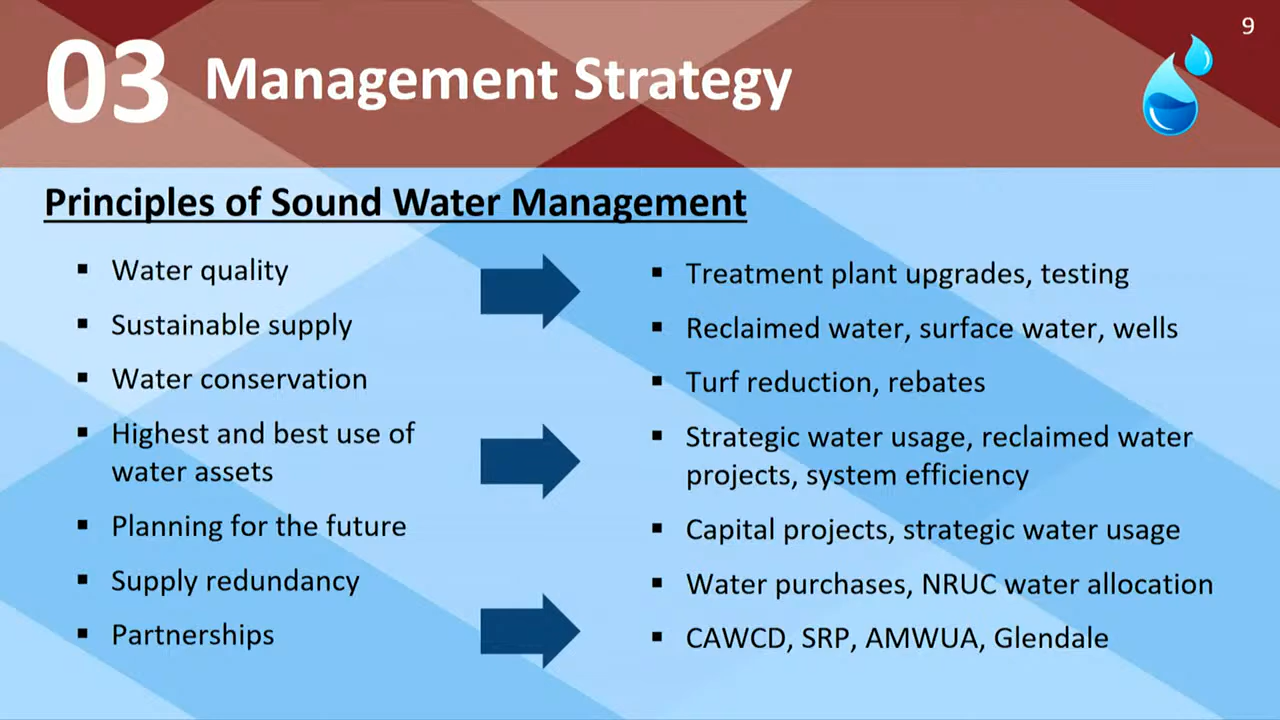 9
03 Management Strategy
Principles of Sound Water Management
▪ Water quality
▪ Sustainable supply
▪ Water conservation
▪ Highest and best use of
water assets
▪ Planning for the future
▪ Supply redundancy
▪ Partnerships
▪ Treatment plant upgrades, testing
▪ Reclaimed water, surface water, wells
▪ Turf reduction, rebates
▪ Strategic water usage, reclaimed water
projects, system efficiency
▪ Capital projects, strategic water usage
▪ Water purchases, NRUC water allocation
▪ CAWCD, SRP, AMWUA, Glendale